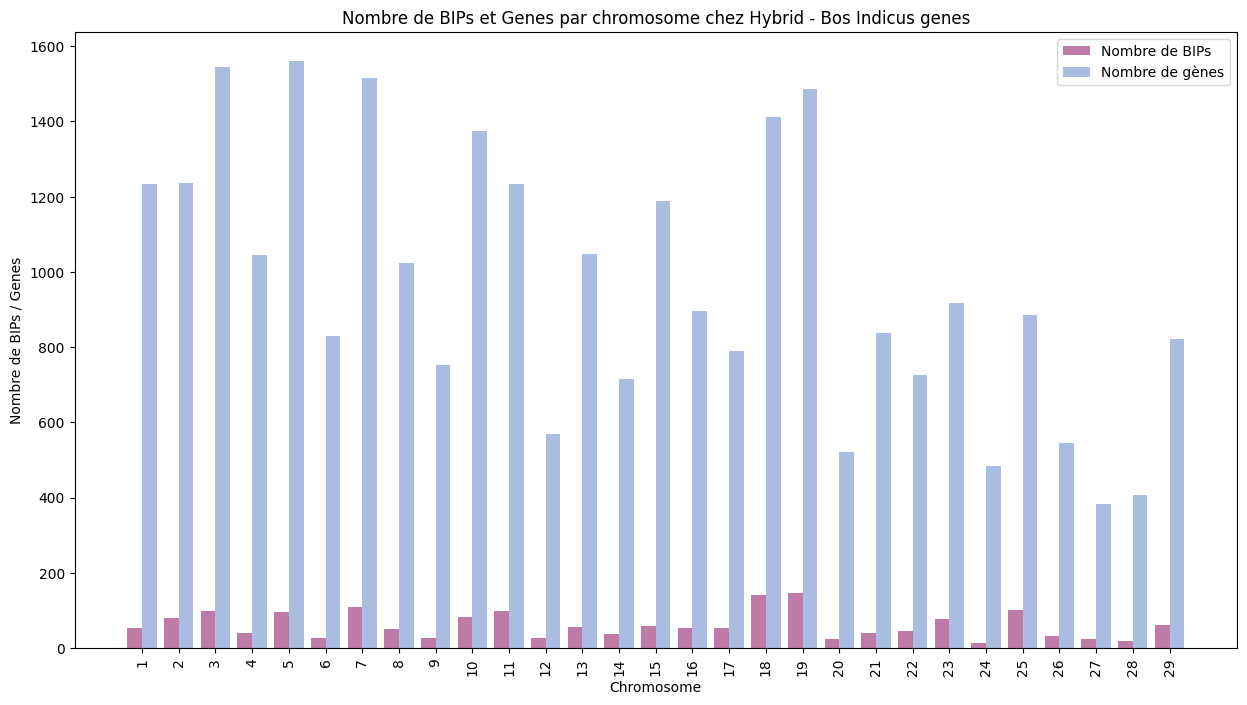 Nombre de BIPs et Genes par chromosome chez Hybrid - Bos Indicus genes
Nombre de BIPs
Nombre de gènes
Nombre de BIPs / Genes
1600
1400
1200
1000
800
600
400
200
0
1 2 3 4 5 6 7 8 9 10 11 12 13 14 15 16 17 18 19 20 21 22 23 24 25 26 27 28 29
Chromosome